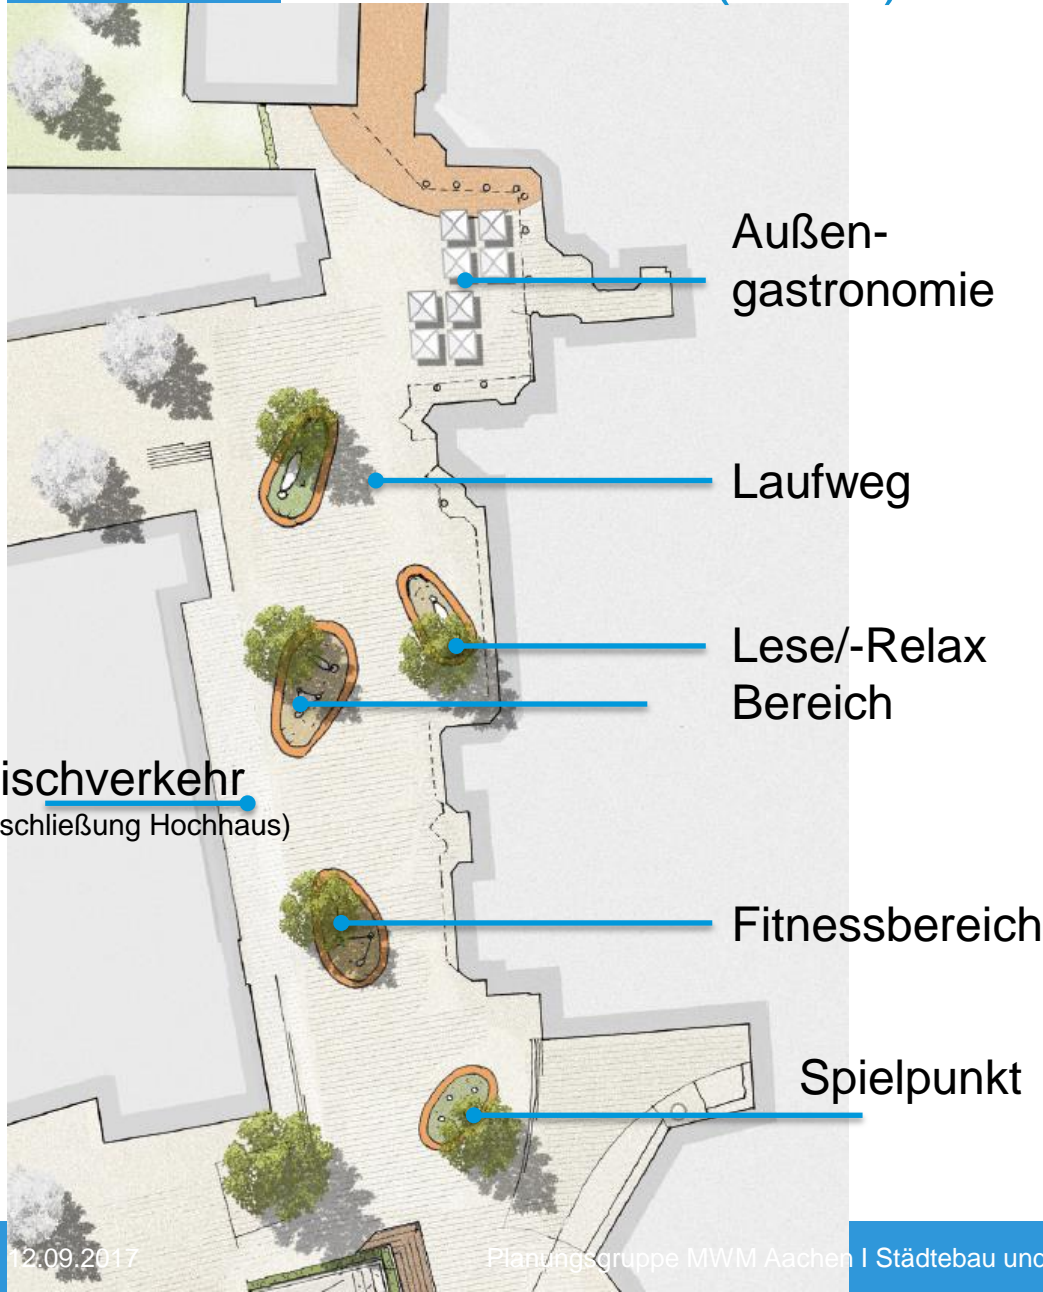 Außen-
gastronomie
Laufweg
Lese/-Relax
Bereich
ischverkehr
schließung Hochhaus)
Fitnessbereich
Spielpunkt
12.09.2017
Planungsgruppe MWM Aachen I Städtebau und